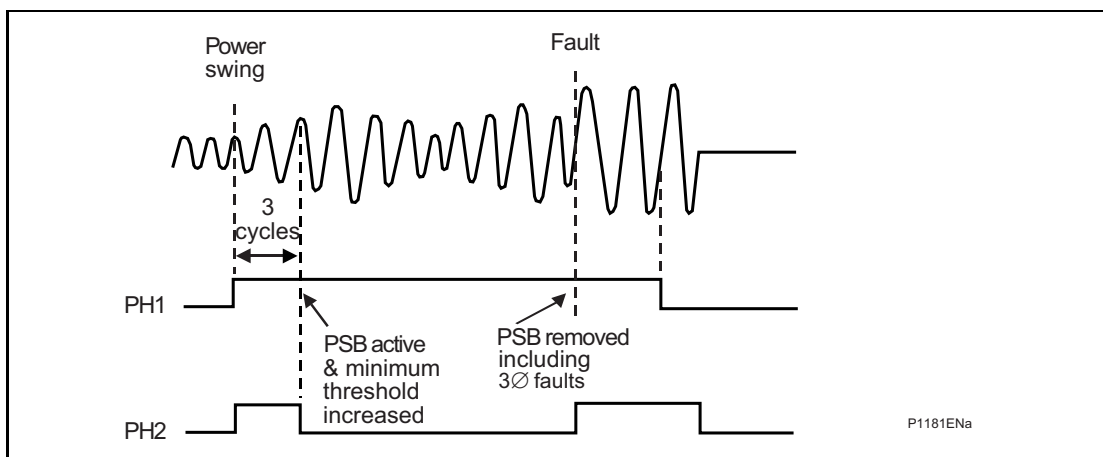 Power
swing
Fault
3
cycles
PH1
PSB active
& minimum
threshold
increased
PSB removed
including
3∅ faults
PH2
P1181ENa